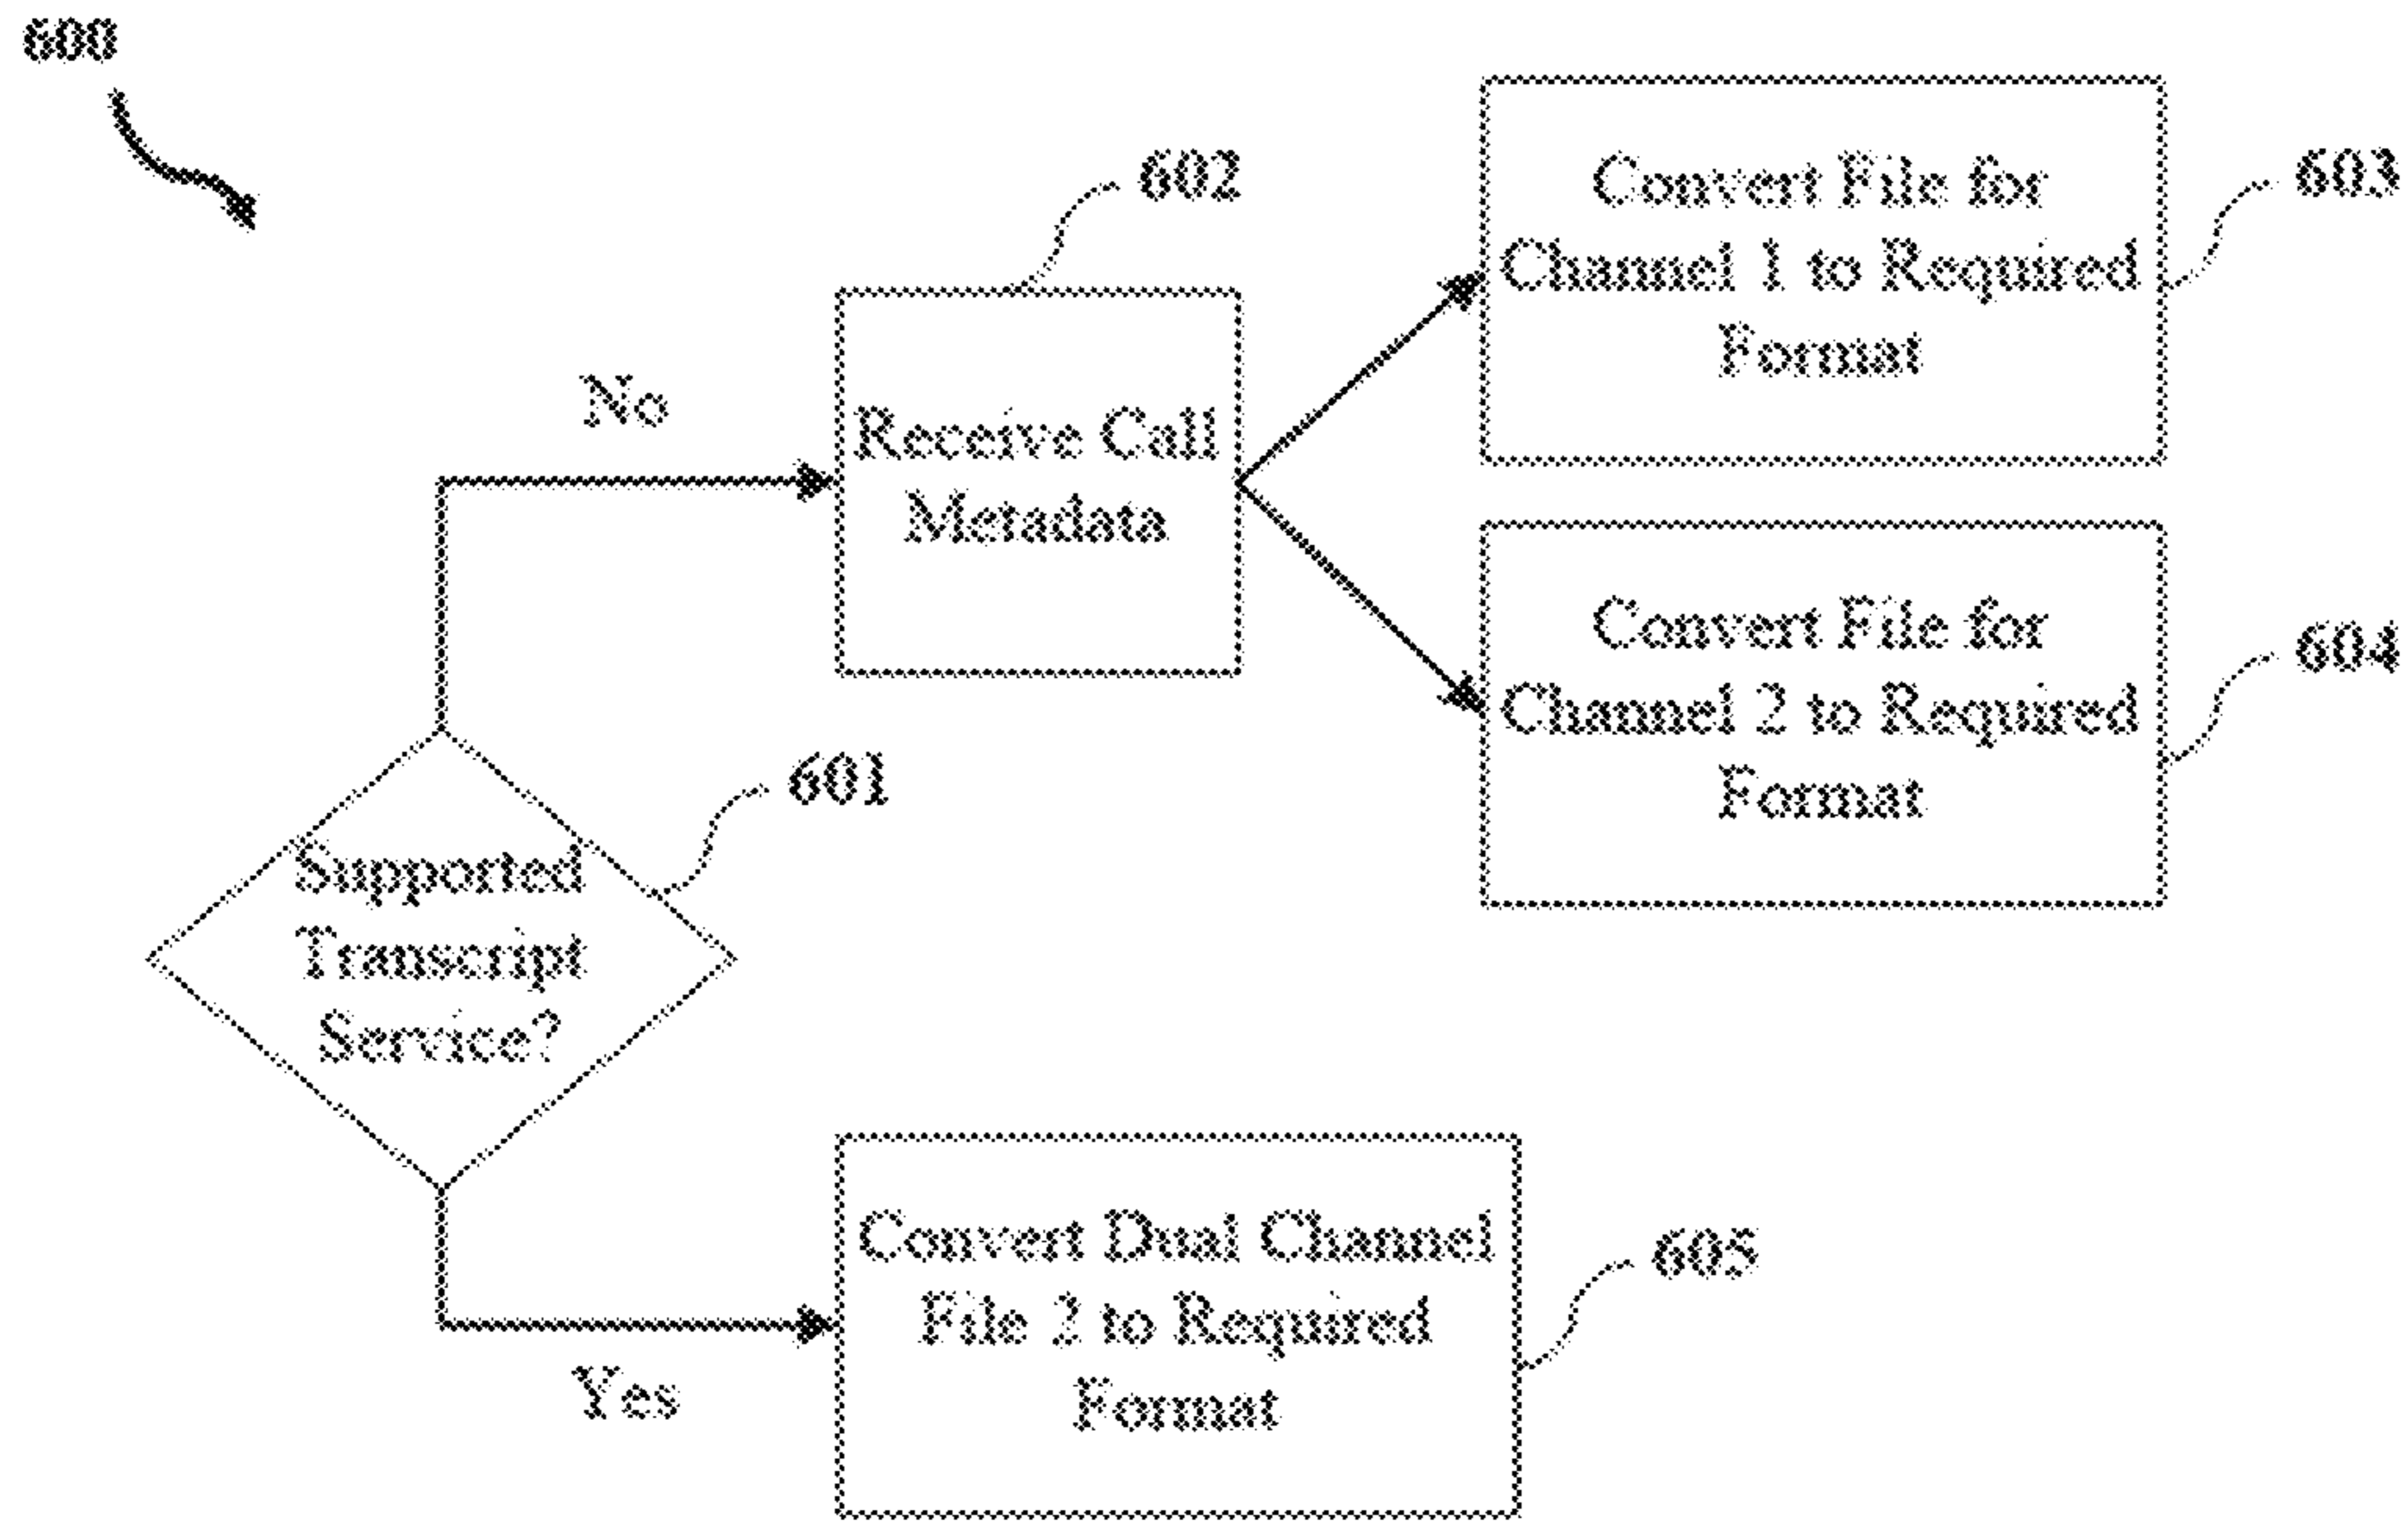 600
602
603
Convert File for
Channel 1 to Required
Format
No
Receive Call
Metadata
604
Convert File for
Channel 2 to Required
Format
601
Supported
Transcript
Service?
605
Convert Dual Channel
File 2 to Required
Format
Yes